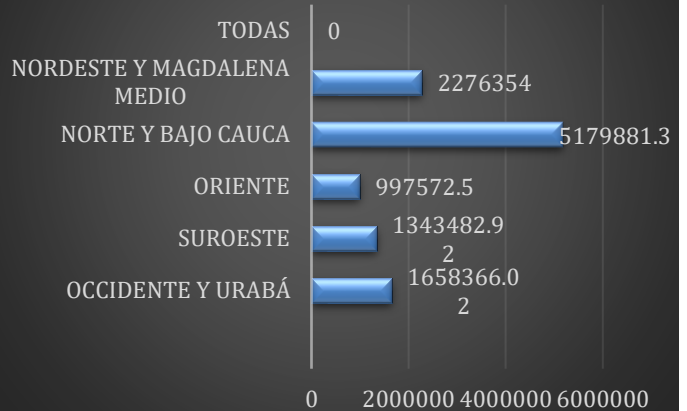 TODAS 0
NORDESTE Y MAGDALENA
MEDIO 2276354
NORTE Y BAJO CAUCA 5179881.3
ORIENTE 997572.5
SUROESTE 1343482.9
2
OCCIDENTE Y URABÁ 1658366.0
2
0 2000000 4000000 6000000